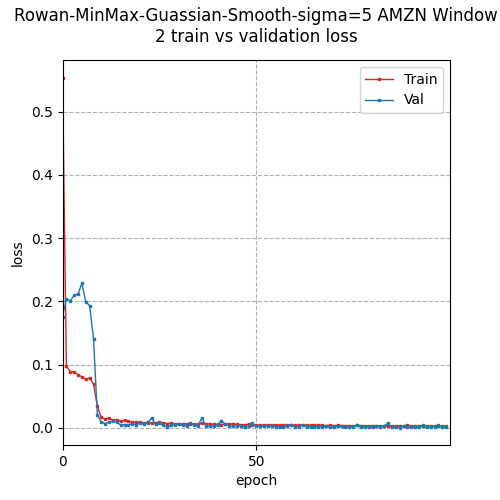 Rowan-MinMax-Guassian-Smooth-sigma=5 AMZN Window
2 train vs validation loss
Train
Val
0.5
0.4
0.3
0.2
0.1
0.0
loss
0
50
epoch